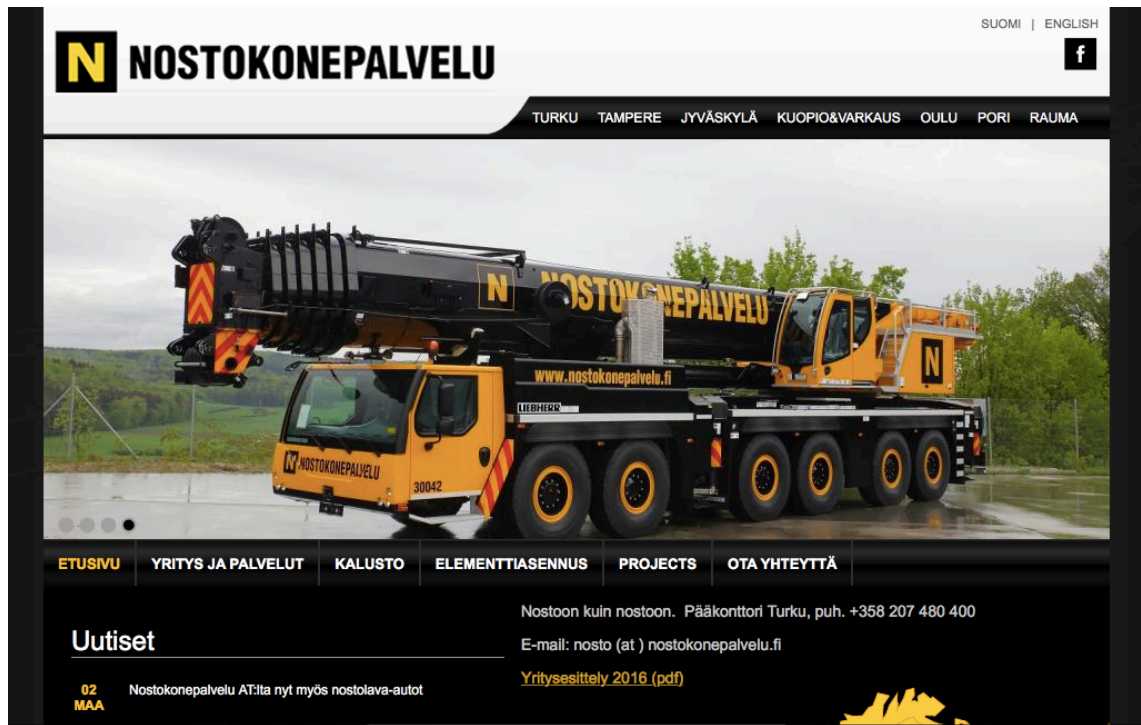 SUOMI | ENGLISH
N NOSTOKONEPALVELU
f
TURKU TAMPERE JYVÄSKYLÄ KUOPIO&VARKAUS OULU PORI RAUMA
N NOSTOKONEPALVELU
N
www.nostokonepalvelu.fi
LIEBHERR
N NOSTOKONEPALVELU
30042
ETUSIVU YRITYS JA PALVELUT KALUSTO ELEMENTTIASENNUS PROJECTS OTA YHTEYTTÄ
Nostoon kuin nostoon. Pääkonttori Turku, puh. +358 207 480 400
Uutiset
E-mail: nosto (at ) nostokonepalvelu.fi
Yritysesittely 2016 (pdf)
02 MAA
Nostokonepalvelu AT:lta nyt myös nostolava-autot